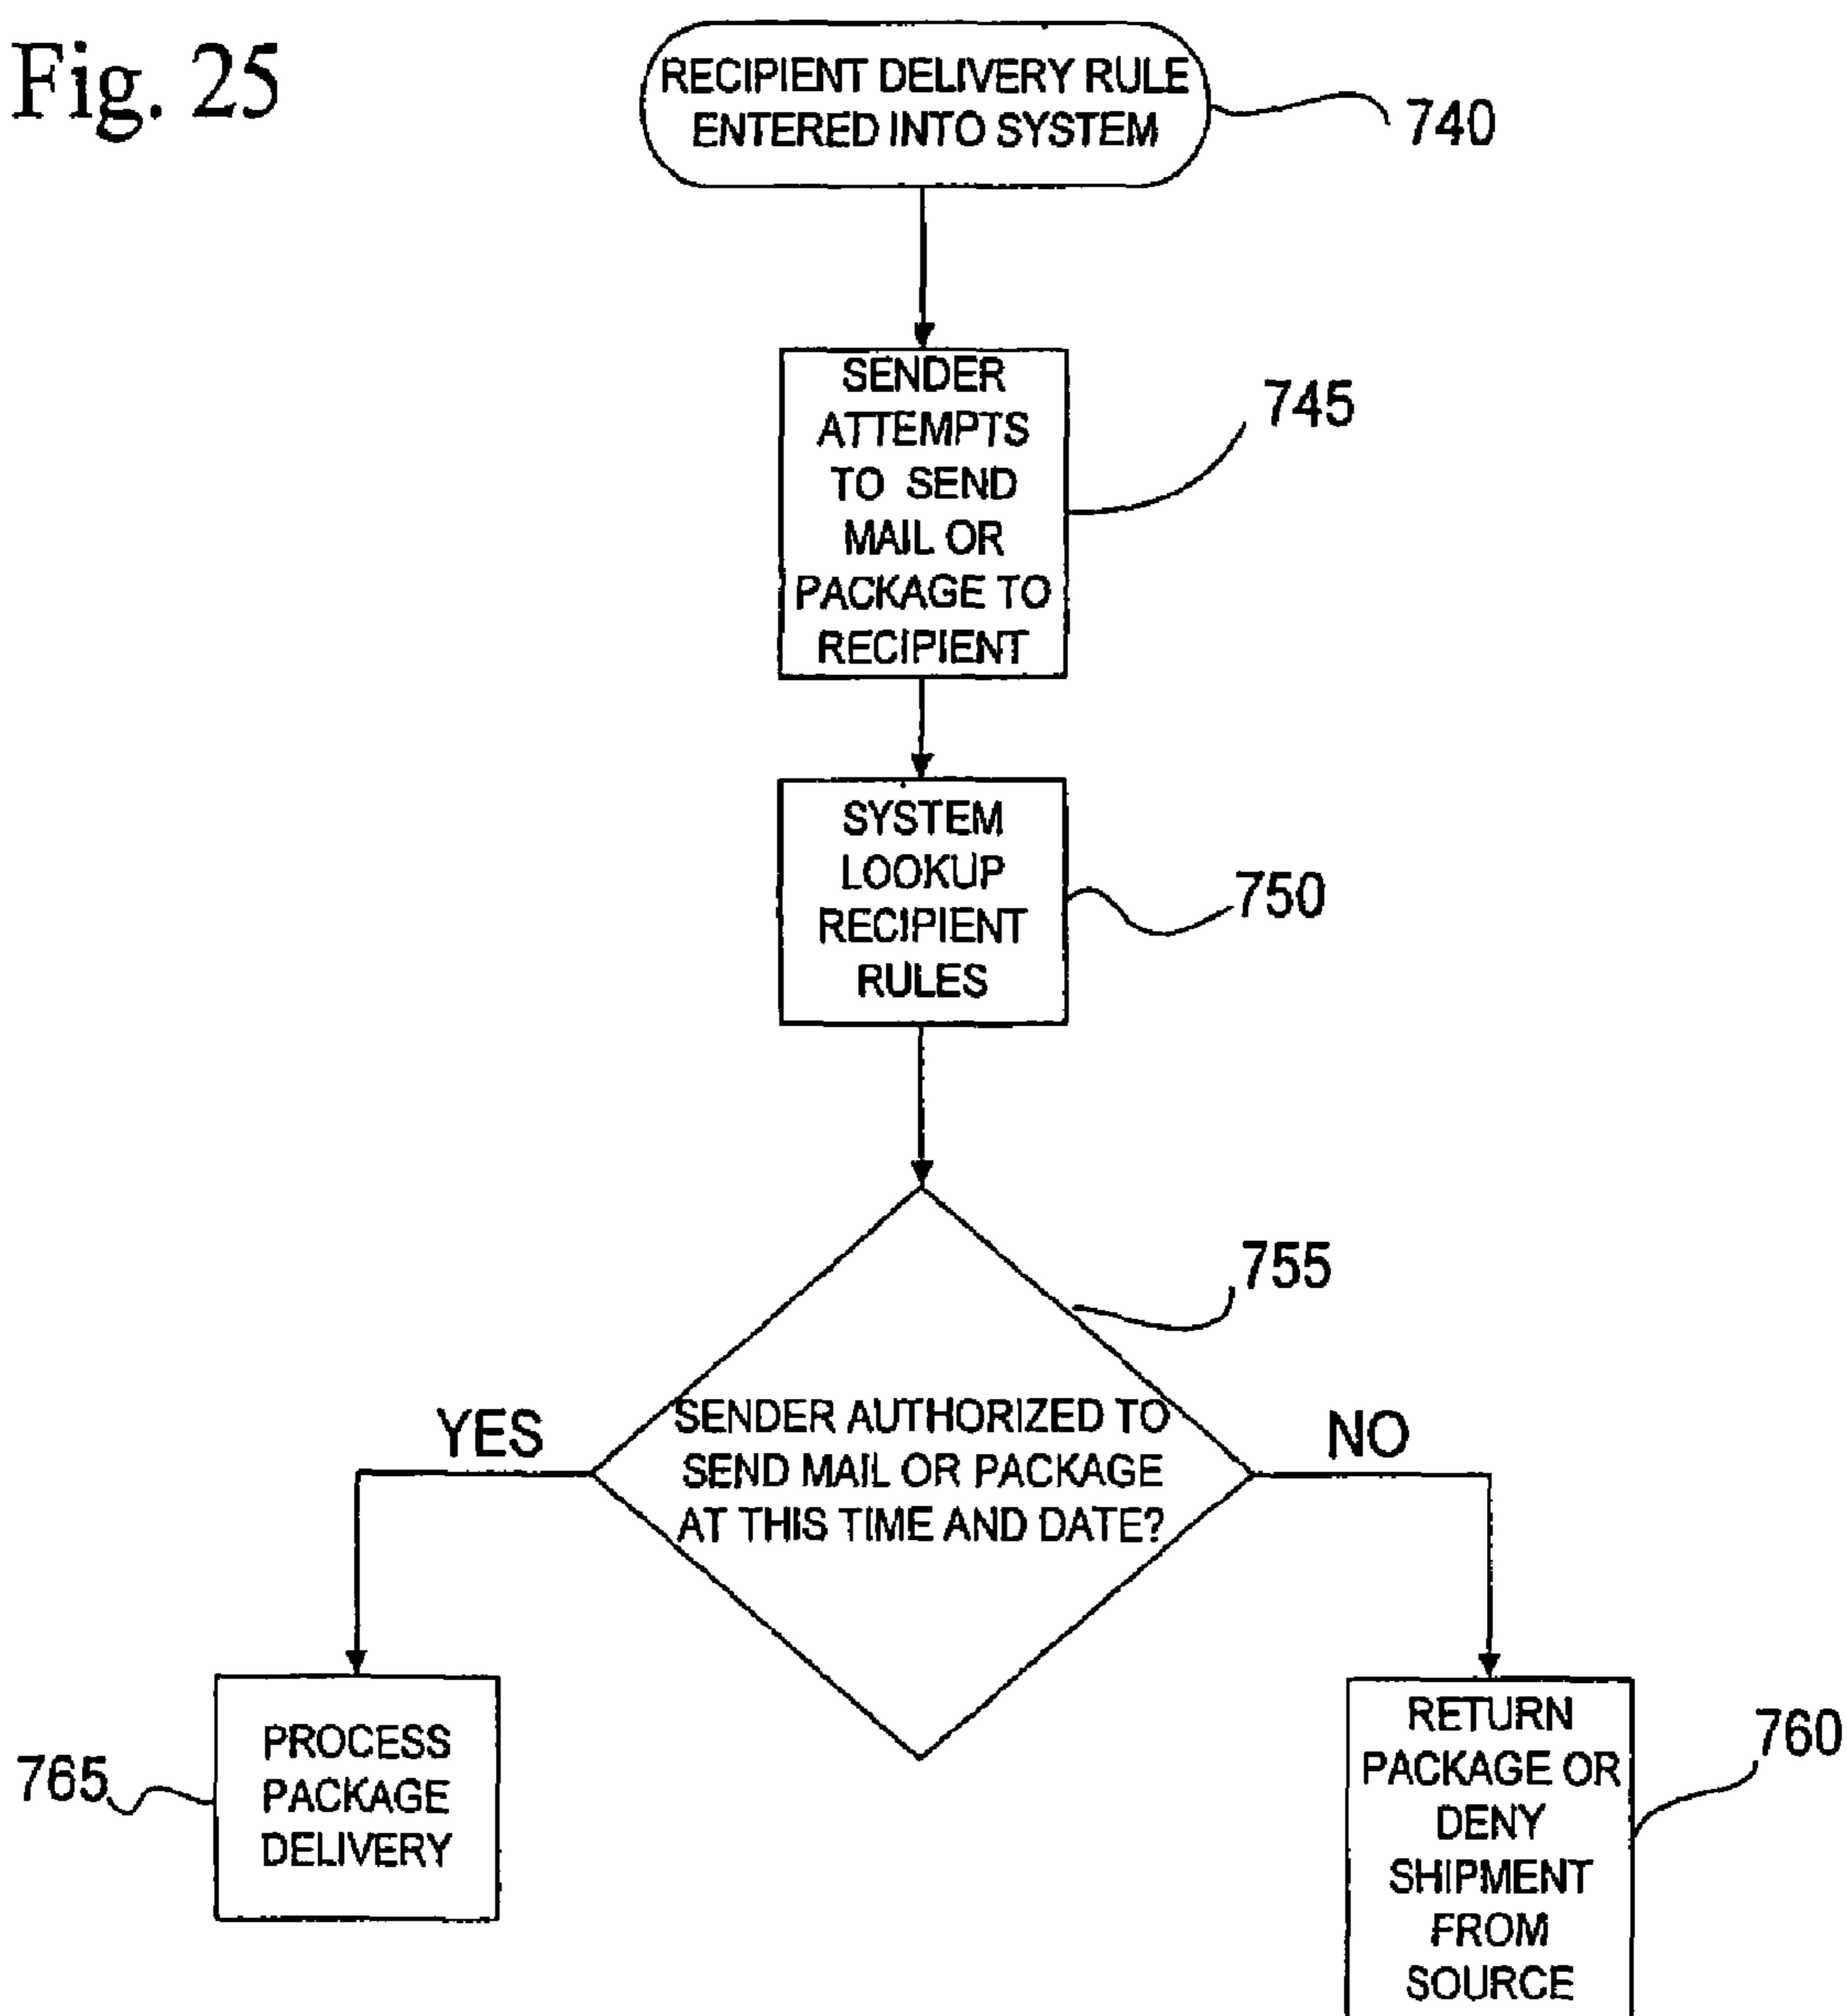 Fig. 25
RECIPIENT DELIVERY RULE
ENTERED INTO SYSTEM
740
SENDER
ATTEMPTS
TO SEND
MAIL OR
PACKAGE TO
RECIPIENT
745
SYSTEM
LOOKUP
RECIPIENT
RULES
750
755
SENDER AUTHORIZED TO
SEND MAIL OR PACKAGE
AT THIS TIME AND DATE?
YES
NO
PROCESS
PACKAGE
DELIVERY
765
RETURN
PACKAGE OR
DENY
SHIPMENT
FROM
SOURCE
760